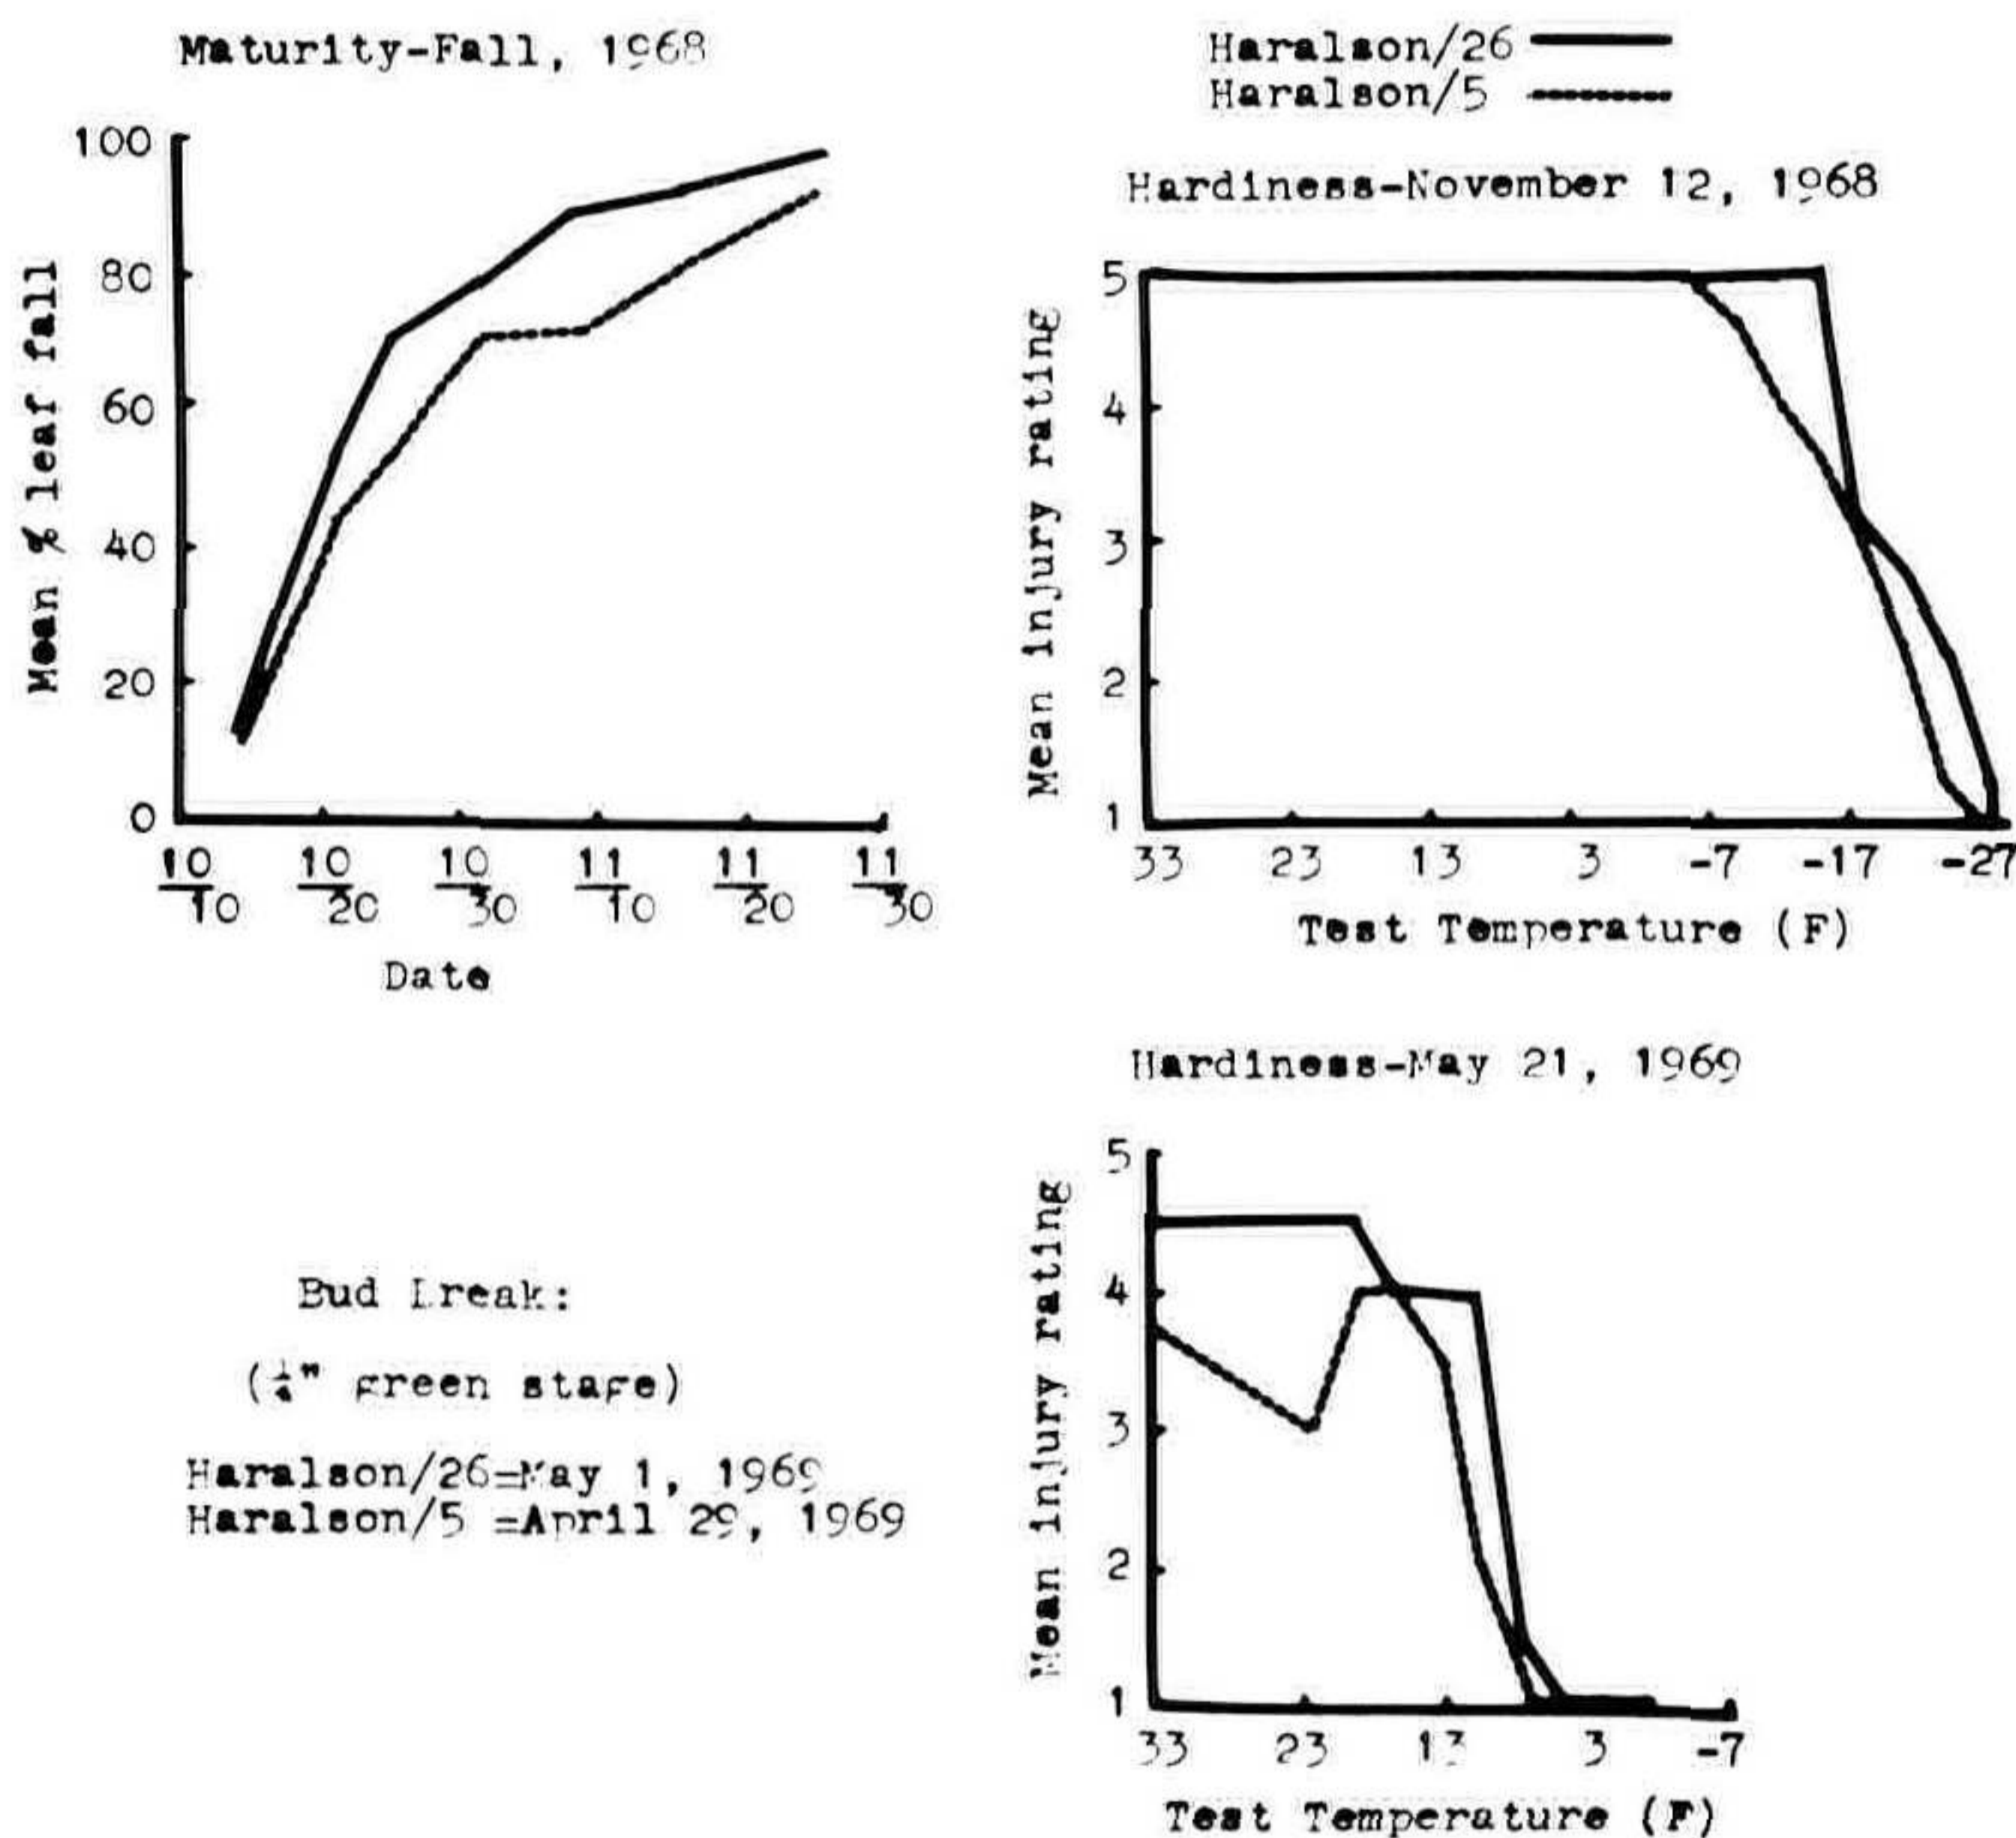 Maturity-Fall, 1968
100
80
60
40
20
0
Mean % leaf fall
10/10 10/20 10/30 11/10 11/20 11/30
Date
Haralson/26
Haralson/5
Hardiness-November 12, 1968
5
4
3
2
1
Mean injury rating
33 23 13 3 -7 -17 -27
Test Temperature (F)
Hardiness-May 21, 1969
5
4
3
2
1
Mean injury rating
33 23 13 3 -7
Test Temperature (F)
Bud Break:
(¼" green stage)
Haralson/26=May 1, 1969
Haralson/5 =April 29, 1969